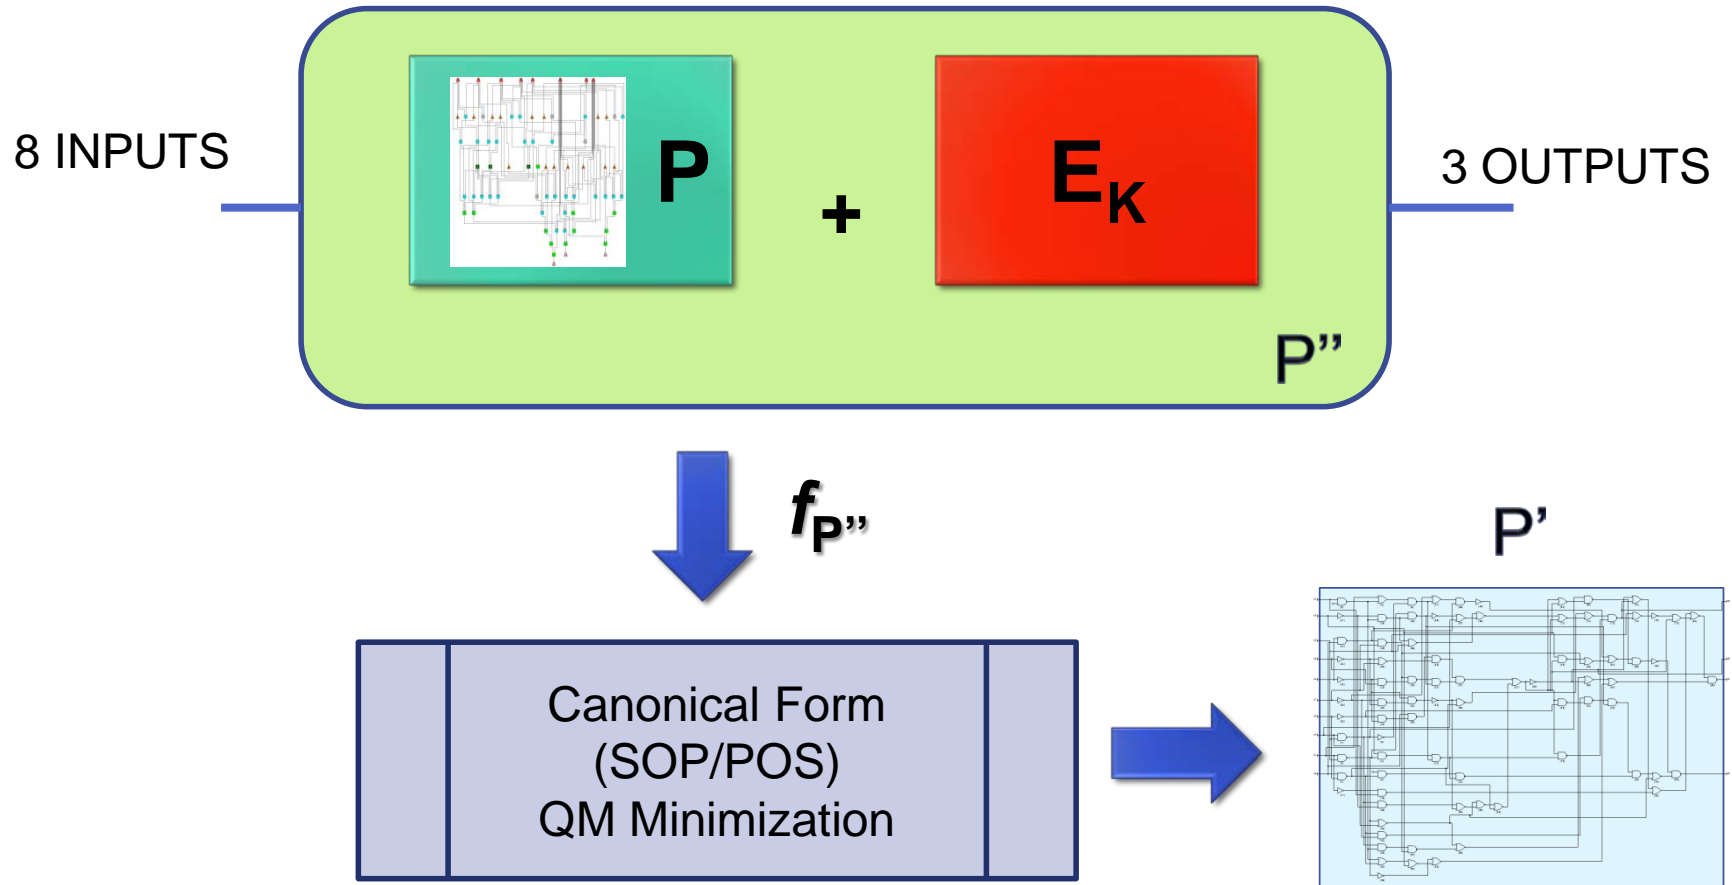 8 INPUTS
P
+
EK
3 OUTPUTS
P”
fP”
P’
Canonical Form
(SOP/POS)
QM Minimization